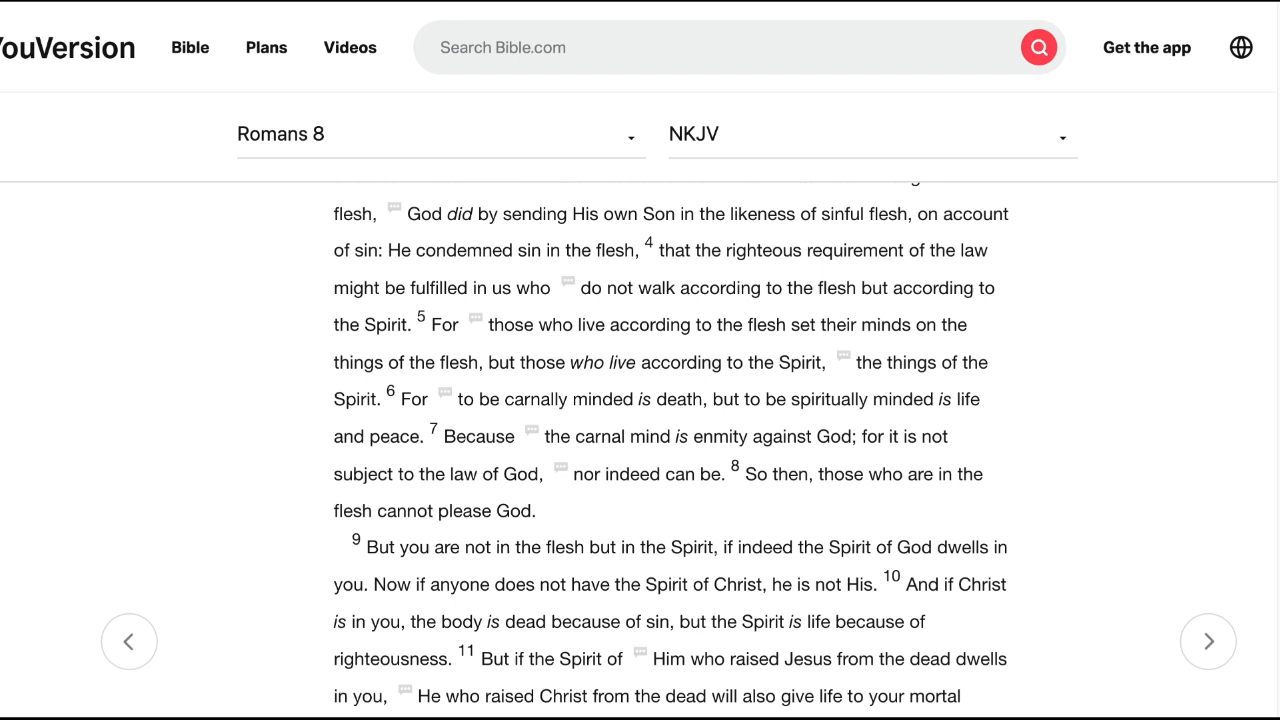 YouVersion Bible Plans Videos Search Bible.com Get the app
Romans 8 NKJV
flesh, God did by sending His own Son in the likeness of sinful flesh, on account
of sin: He condemned sin in the flesh, 4 that the righteous requirement of the law
might be fulfilled in us who do not walk according to the flesh but according to
the Spirit. 5 For those who live according to the flesh set their minds on the
things of the flesh, but those who live according to the Spirit, the things of the
Spirit. 6 For to be carnally minded is death, but to be spiritually minded is life
and peace. 7 Because the carnal mind is enmity against God; for it is not
subject to the law of God, nor indeed can be. 8 So then, those who are in the
flesh cannot please God.
9 But you are not in the flesh but in the Spirit, if indeed the Spirit of God dwells in
you. Now if anyone does not have the Spirit of Christ, he is not His. 10 And if Christ
is in you, the body is dead because of sin, but the Spirit is life because of
righteousness. 11 But if the Spirit of Him who raised Jesus from the dead dwells
in you, He who raised Christ from the dead will also give life to your mortal